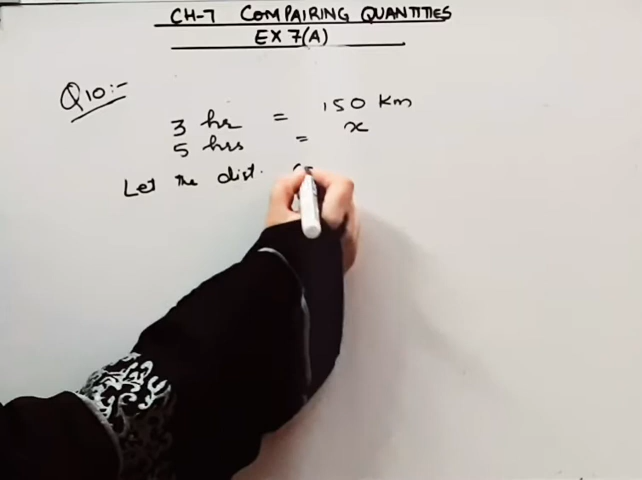 CH-7 COMPAIRING QUANTITIES
EX 7(A)
Q10:-
3 hr = 150 km
5 hrs = x
Let the dist.